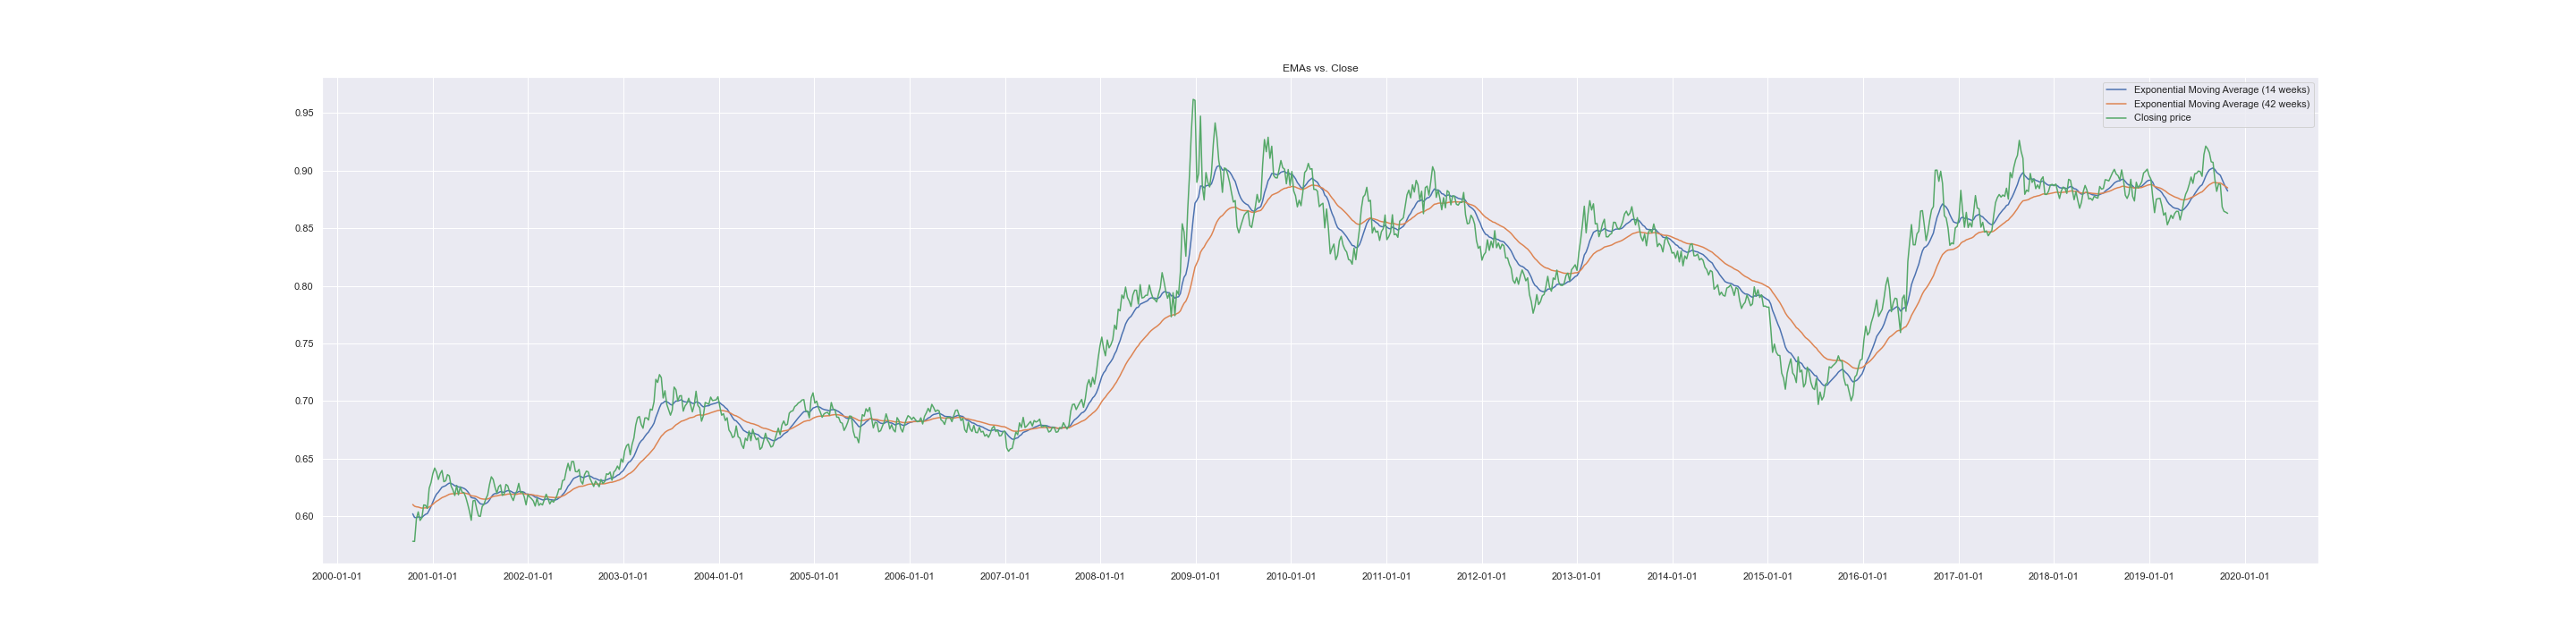 EMAs vs. Close
Exponential Moving Average (14 weeks)
Exponential Moving Average (42 weeks)
Closing price
0.95
0.90
0.85
0.80
0.75
0.70
0.65
0.60
2000-01-01 2001-01-01 2002-01-01 2003-01-01 2004-01-01 2005-01-01 2006-01-01 2007-01-01 2008-01-01 2009-01-01 2010-01-01 2011-01-01 2012-01-01 2013-01-01 2014-01-01 2015-01-01 2016-01-01 2017-01-01 2018-01-01 2019-01-01 2020-01-01